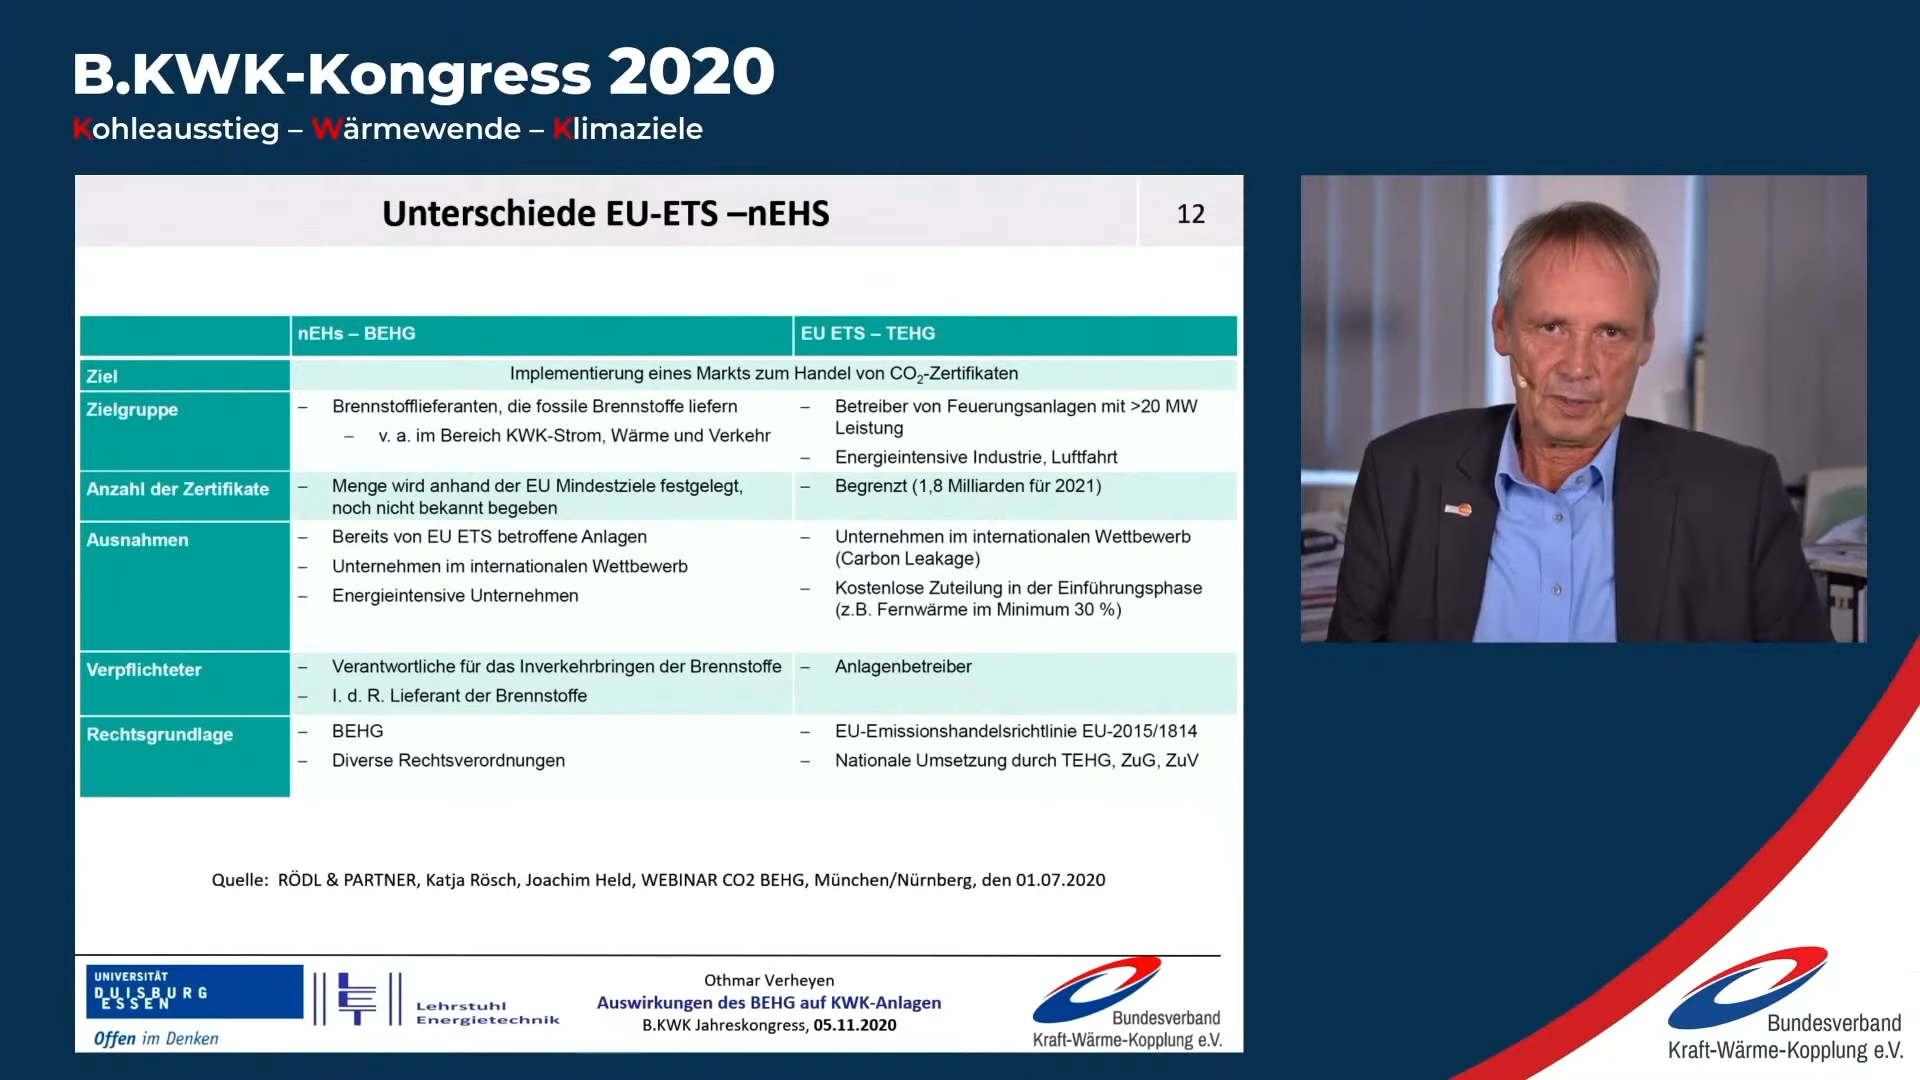 B.KWK-Kongress 2020
Kohleausstieg – Wärmewende – Klimaziele
Unterschiede EU-ETS –nEHS
12
nEHs – BEHG
EU ETS – TEHG
Ziel
Implementierung eines Markts zum Handel von CO2-Zertifikaten
Zielgruppe
– Brennstofflieferanten, die fossile Brennstoffe liefern
– v. a. im Bereich KWK-Strom, Wärme und Verkehr
– Betreiber von Feuerungsanlagen mit >20 MW
Leistung
– Energieintensive Industrie, Luftfahrt
Anzahl der Zertifikate
– Menge wird anhand der EU Mindestziele festgelegt,
noch nicht bekannt begeben
– Begrenzt (1,8 Milliarden für 2021)
Ausnahmen
– Bereits von EU ETS betroffene Anlagen
– Unternehmen im internationalen Wettbewerb
– Energieintensive Unternehmen
– Unternehmen im internationalen Wettbewerb
(Carbon Leakage)
– Kostenlose Zuteilung in der Einführungsphase
(z.B. Fernwärme im Minimum 30 %)
Verpflichteter
– Verantwortliche für das Inverkehrbringen der Brennstoffe
– I. d. R. Lieferant der Brennstoffe
– Anlagenbetreiber
Rechtsgrundlage
– BEHG
– Diverse Rechtsverordnungen
– EU-Emissionshandelsrichtlinie EU-2015/1814
– Nationale Umsetzung durch TEHG, ZuG, ZuV
Quelle: RÖDL & PARTNER, Katja Rösch, Joachim Held, WEBINAR CO2 BEHG, München/Nürnberg, den 01.07.2020
UNIVERSITÄT
DUISBURG
ESSEN
Offen im Denken
LET
Lehrstuhl
Energietechnik
Othmar Verheyen
Auswirkungen des BEHG auf KWK-Anlagen
B.KWK Jahreskongress, 05.11.2020
Bundesverband
Kraft-Wärme-Kopplung e.V.
Bundesverband
Kraft-Wärme-Kopplung e.V.